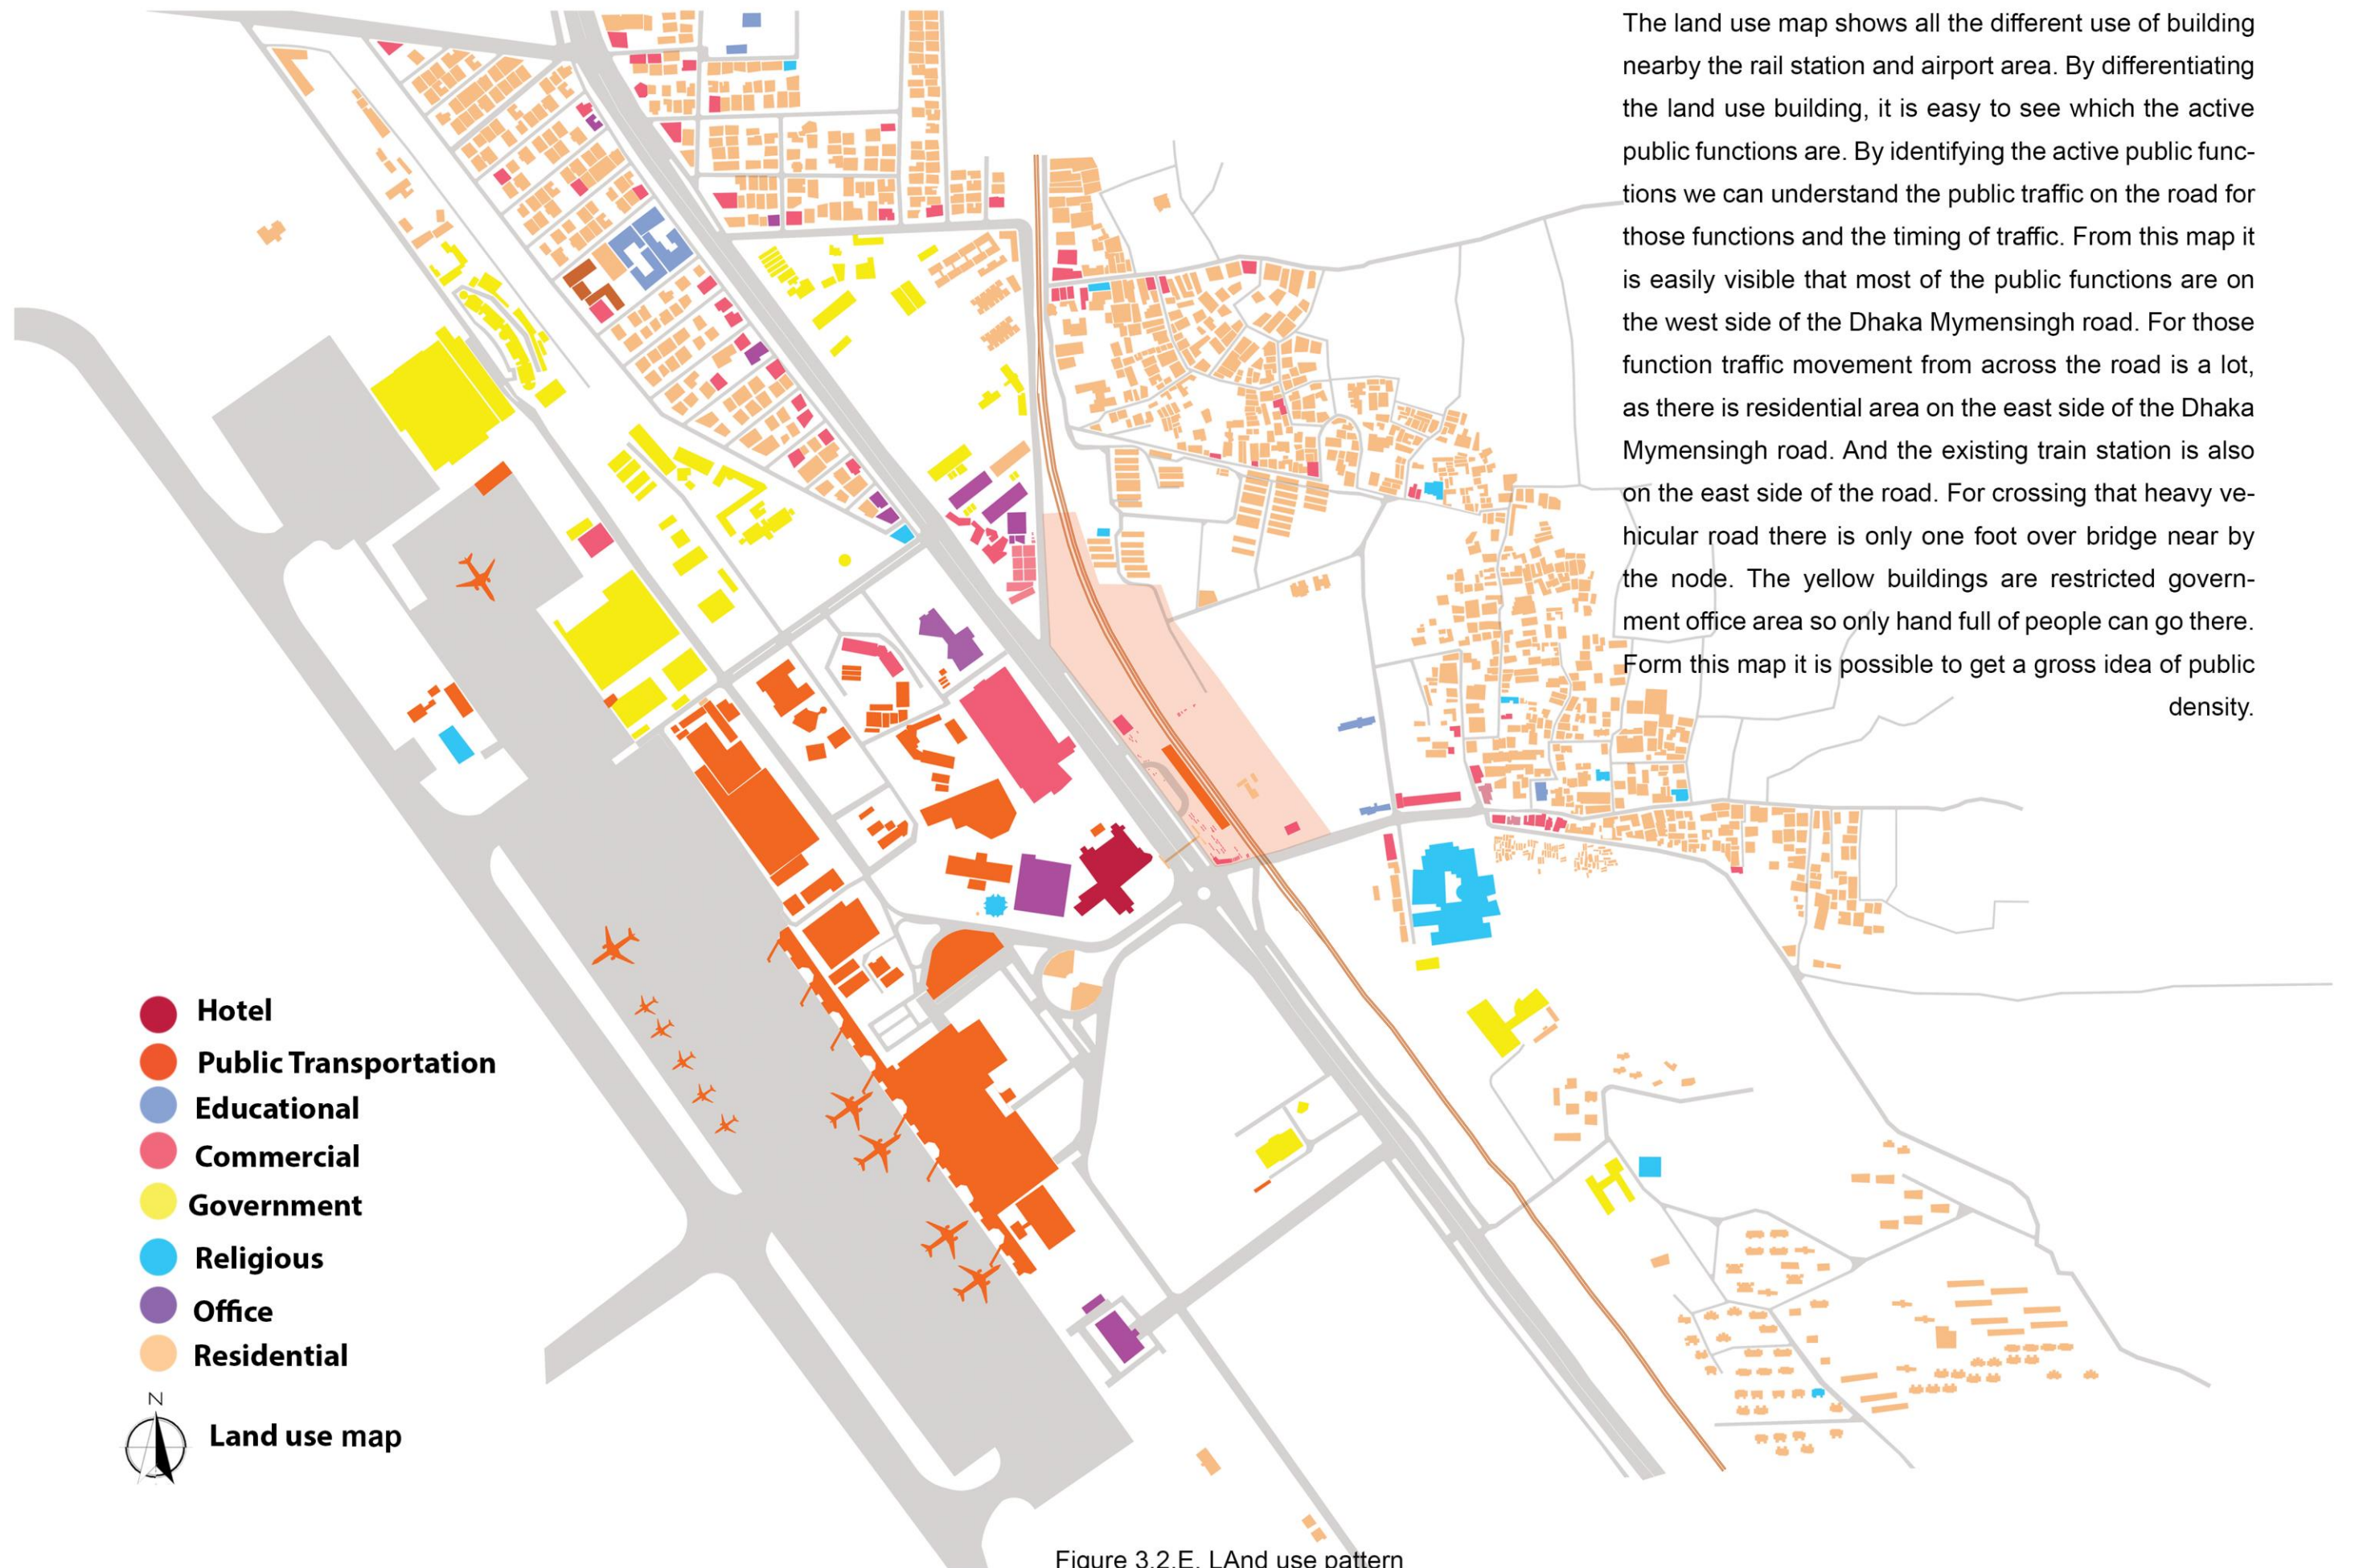 The land use map shows all the different use of building
nearby the rail station and airport area. By differentiating
the land use building, it is easy to see which the active
public functions are. By identifying the active public func-
tions we can understand the public traffic on the road for
those functions and the timing of traffic. From this map it
is easily visible that most of the public functions are on
the west side of the Dhaka Mymensingh road. For those
function traffic movement from across the road is a lot,
as there is residential area on the east side of the Dhaka
Mymensingh road. And the existing train station is also
on the east side of the road. For crossing that heavy ve-
hicular road there is only one foot over bridge near by
the node. The yellow buildings are restricted govern-
ment office area so only hand full of people can go there.
Form this map it is possible to get a gross idea of public
density.
Hotel
Public Transportation
Educational
Commercial
Government
Religious
Office
Residential
N
Land use map
Figure 3.2.E. LAnd use pattern